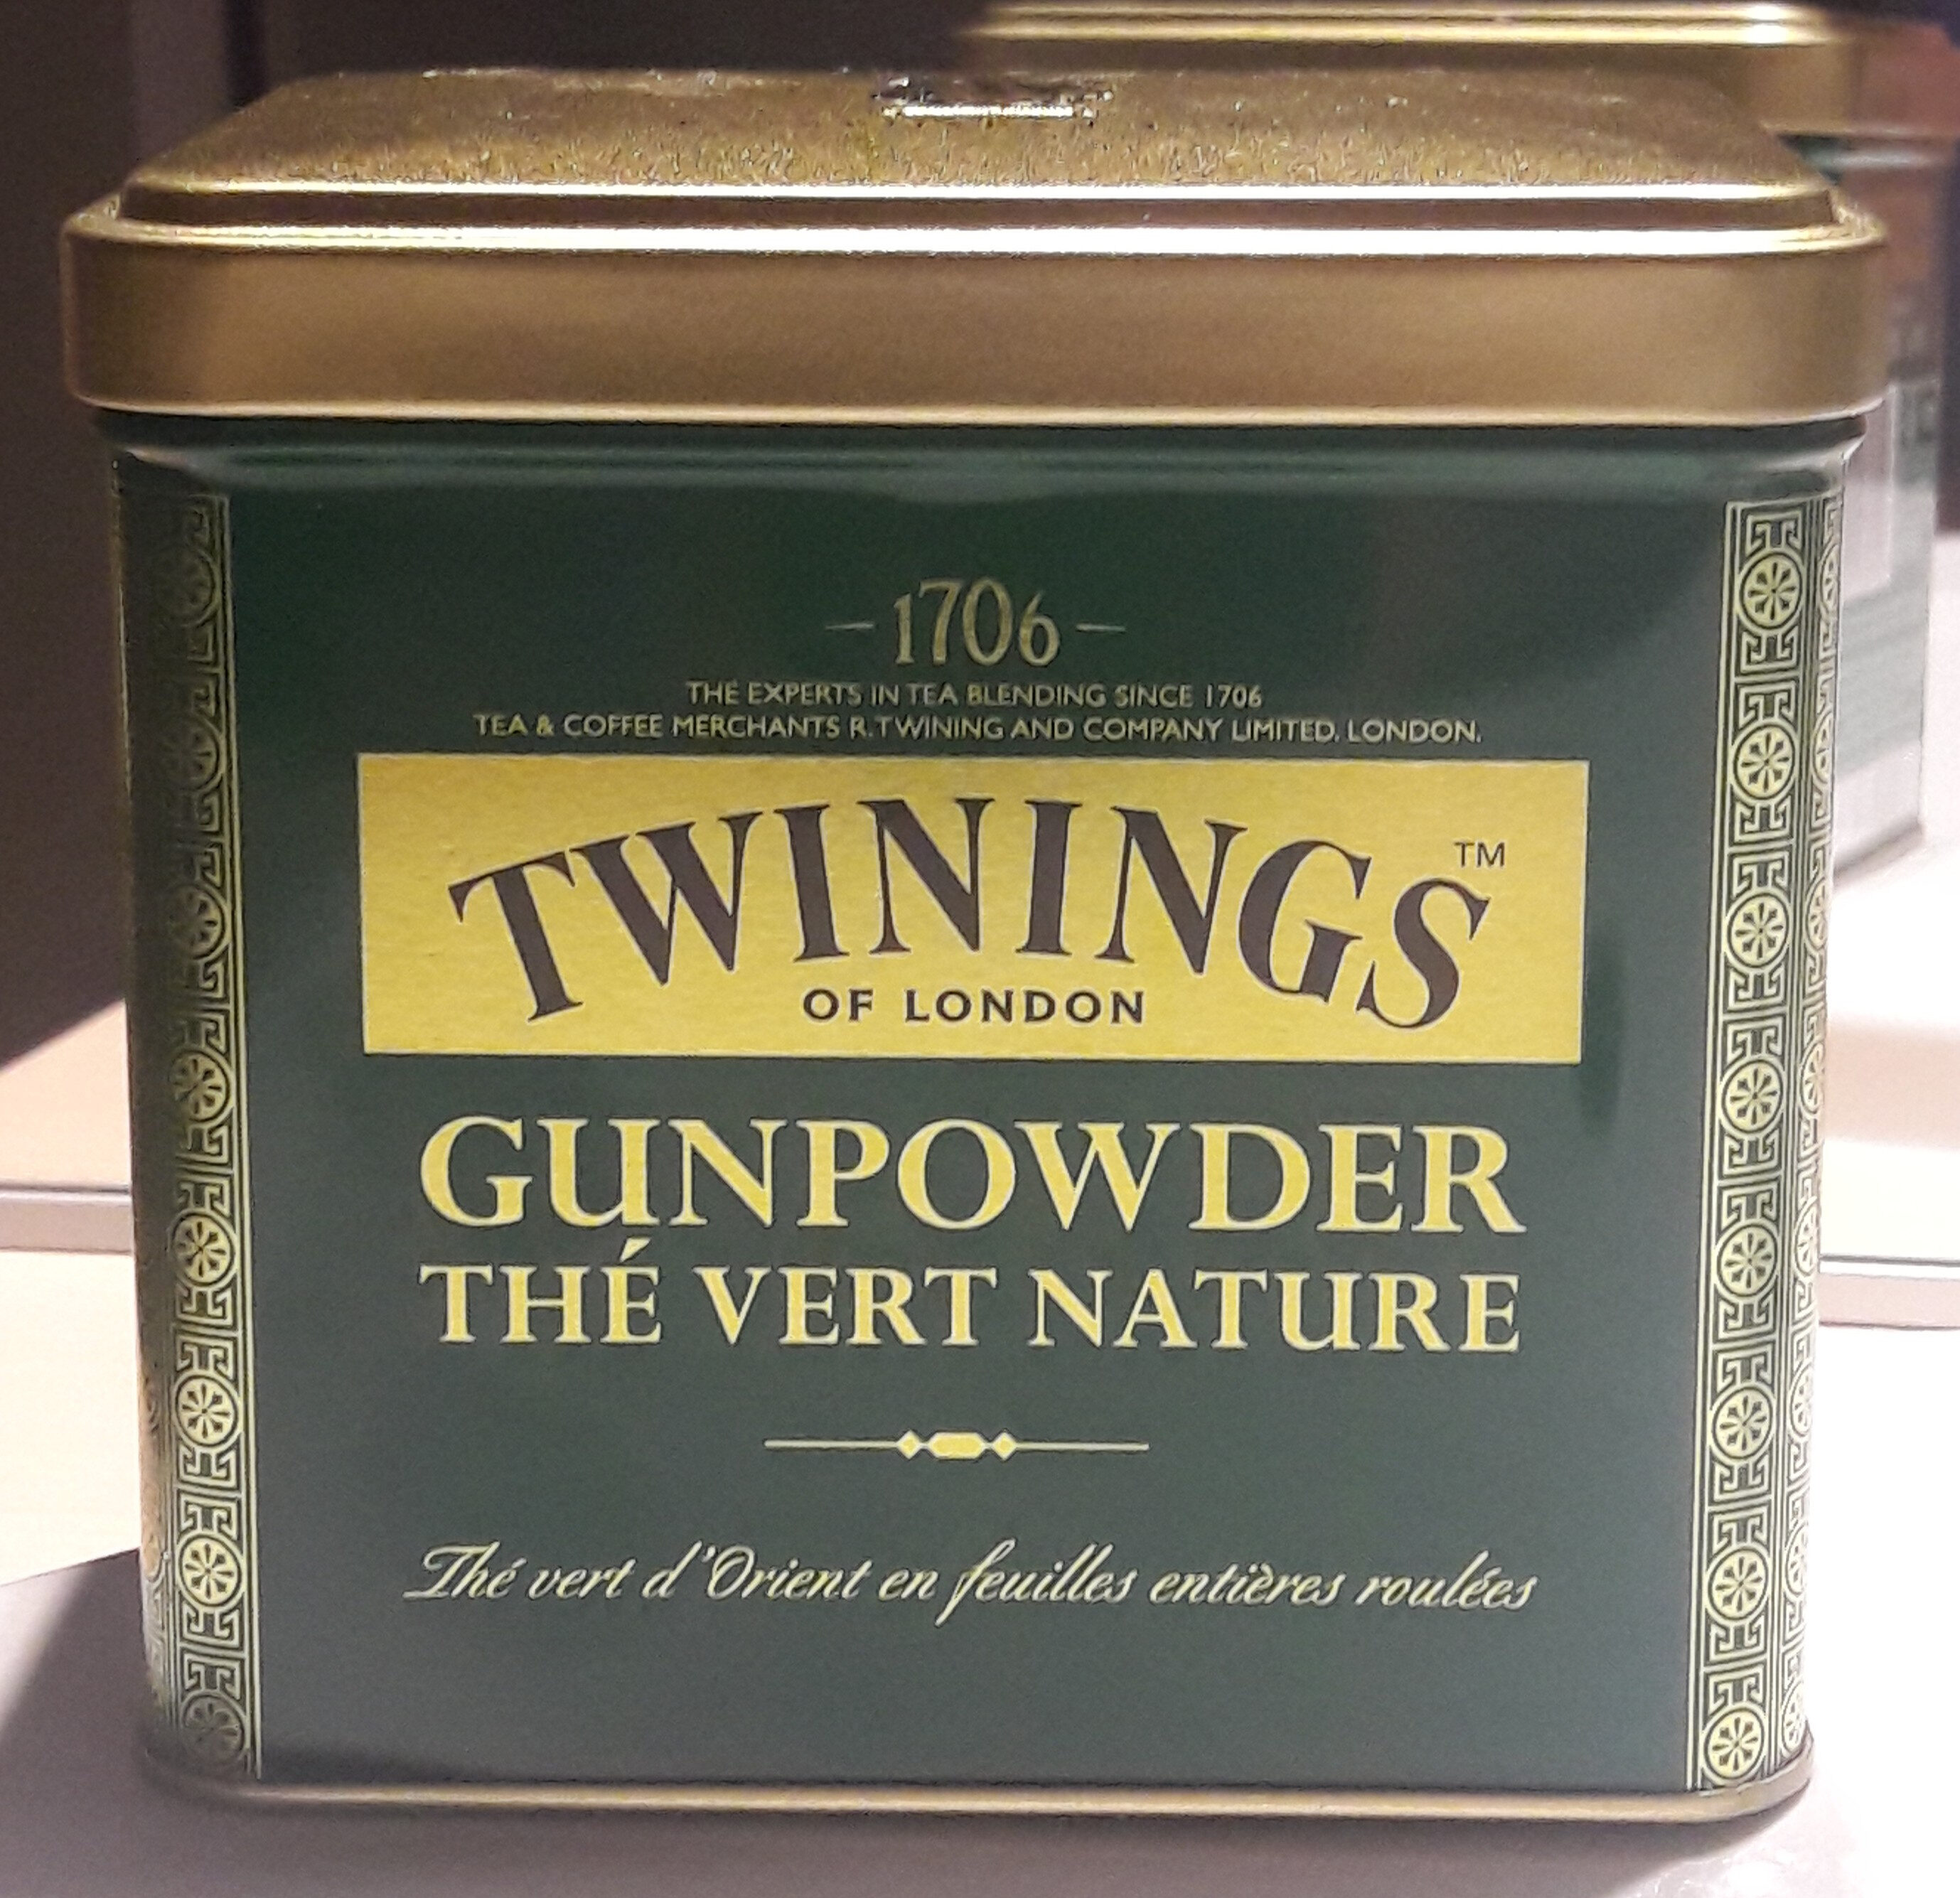 1706
THE EXPERTS IN TEA BLENDING SINCE 1706
TEA & COFFEE MERCHANTS R.TWINING AND COMPANY LIMITED. LONDON.
TWININGS™
OF LONDON
GUNPOWDER
THÉ VERT NATURE
Thé vert d'Orient en feuilles entières roulées